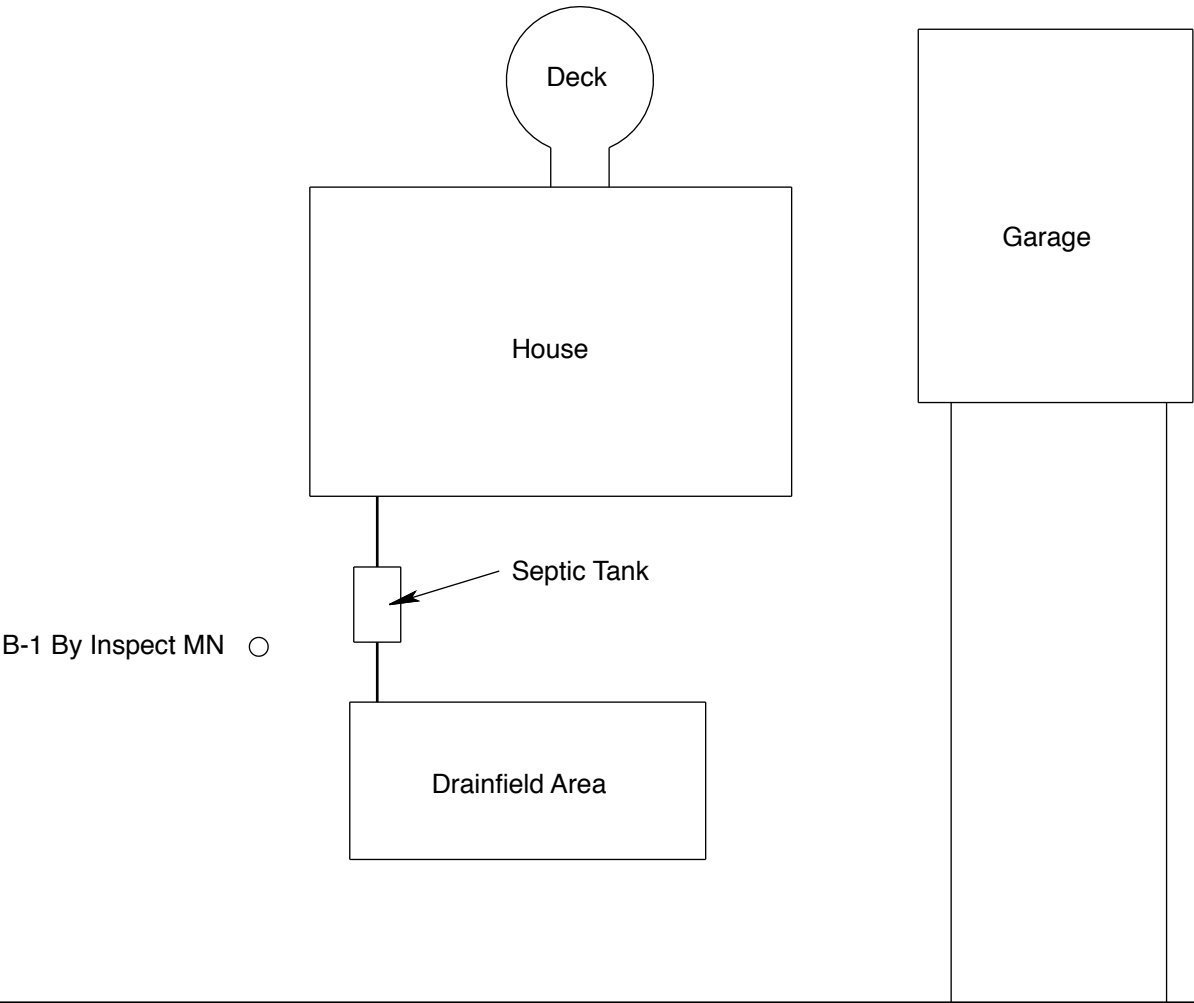 Deck
Garage
House
Septic Tank
B-1 By Inspect MN
Drainfield Area